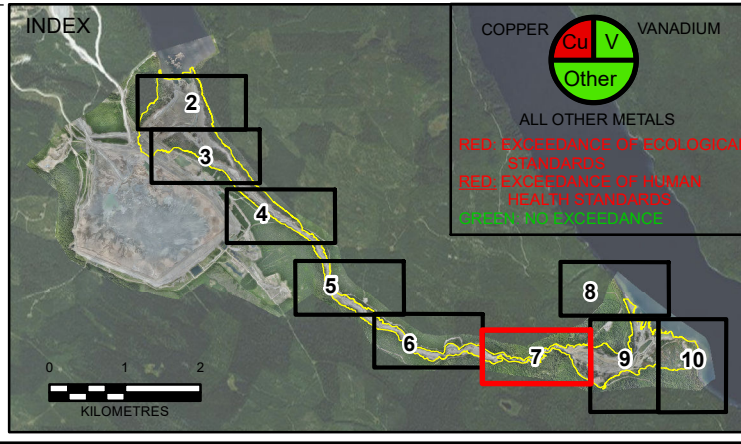 INDEX
COPPER
VANADIUM
Cu
V
Other
ALL OTHER METALS
RED: EXCEEDANCE OF ECOLOGICAL
STANDARDS
RED: EXCEEDANCE OF HUMAN
HEALTH STANDARDS
GREEN: NO EXCEEDANCE
2
3
4
5
6
7
8
9
10
0 1 2
KILOMETRES